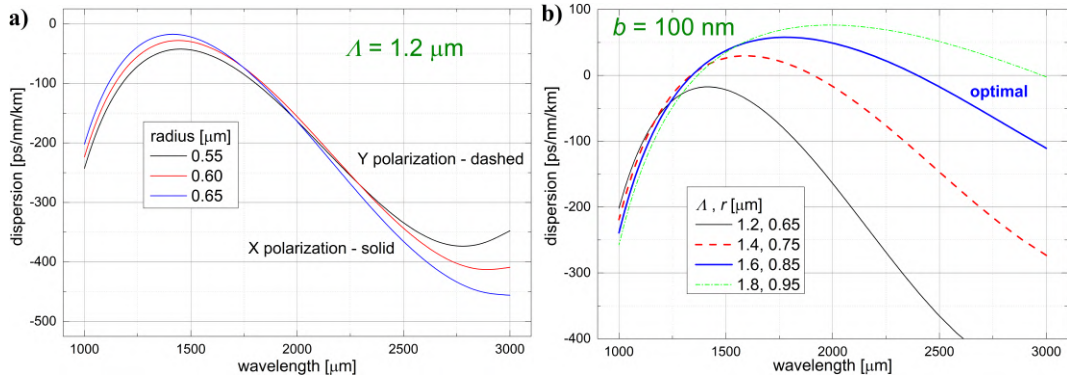 a)
Λ = 1.2 μm
dispersion [ps/nm/km]
0
-100
-200
-300
-400
-500
radius [μm]
0.55
0.60
0.65
Y polarization - dashed
X polarization - solid
1000 1500 2000 2500 3000
wavelength [μm]
b)
b = 100 nm
dispersion [ps/nm/km]
100
0
-100
-200
-300
-400
optimal
Λ , r [μm]
1.2, 0.65
1.4, 0.75
1.6, 0.85
1.8, 0.95
1000 1500 2000 2500 3000
wavelength [μm]